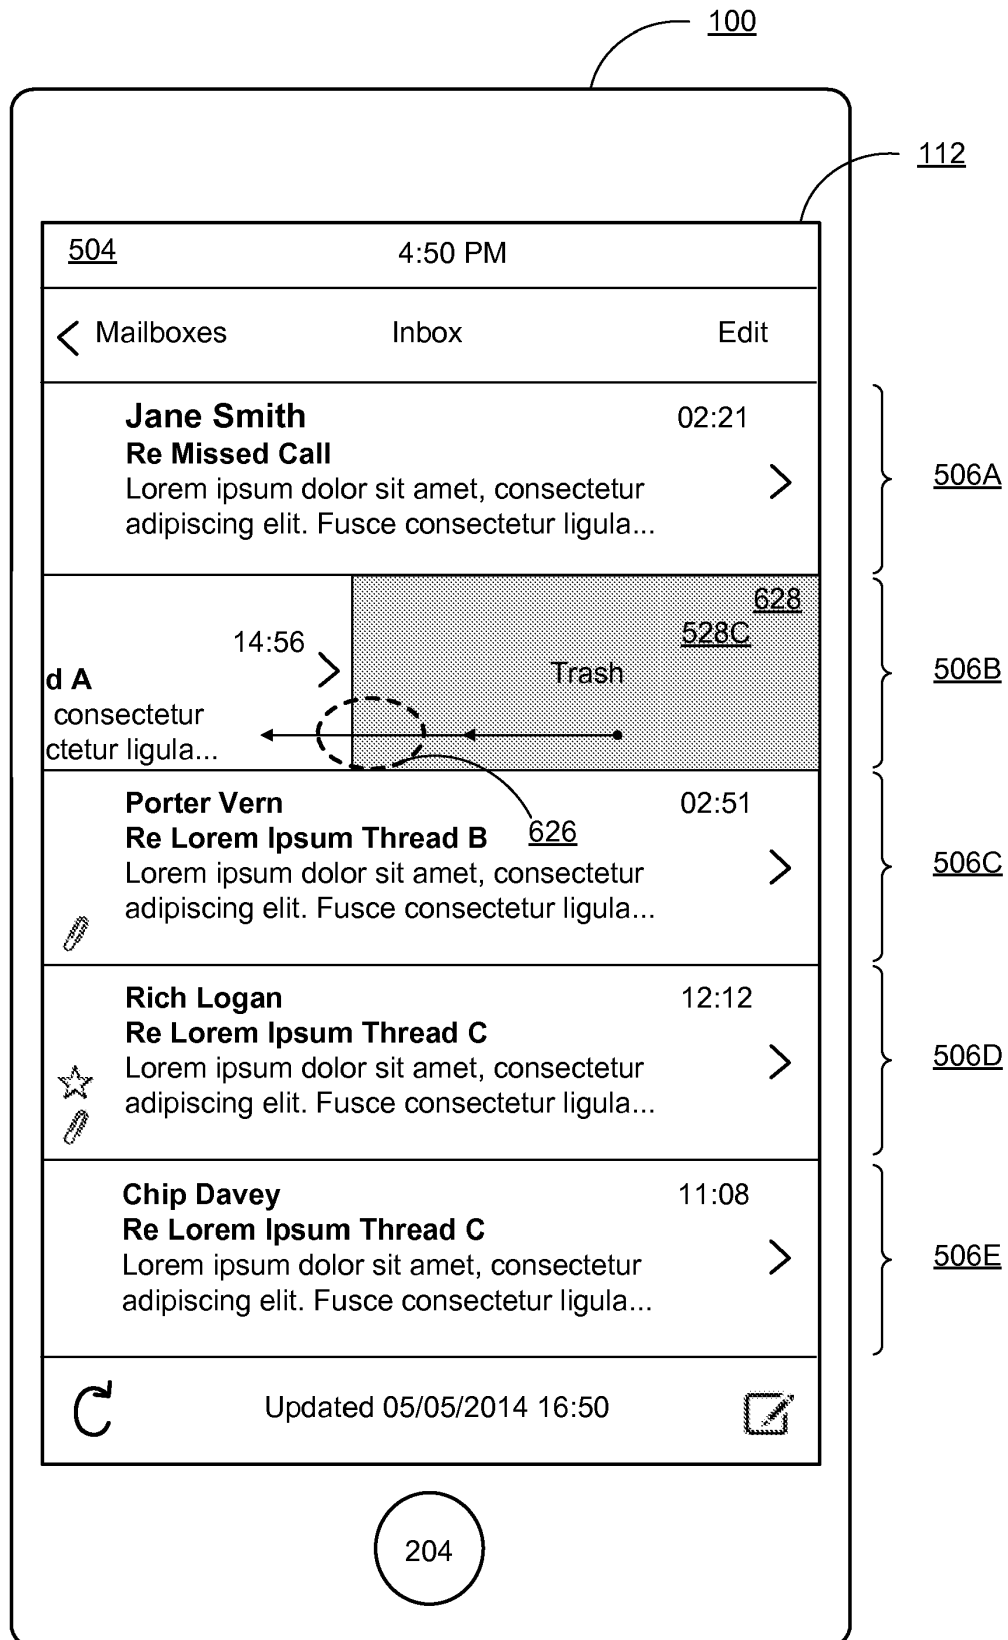 100
112
504
4:50 PM
Mailboxes
Inbox
Edit
Jane Smith
02:21
Re Missed Call
Lorem ipsum dolor sit amet, consectetur
adipiscing elit. Fusce consectetur ligula...
506A
628
528C
14:56
Trash
d A
consectetur
ctetur ligula...
506B
626
Porter Vern
02:51
Re Lorem Ipsum Thread B
Lorem ipsum dolor sit amet, consectetur
adipiscing elit. Fusce consectetur ligula...
506C
Rich Logan
12:12
Re Lorem Ipsum Thread C
Lorem ipsum dolor sit amet, consectetur
adipiscing elit. Fusce consectetur ligula...
506D
Chip Davey
11:08
Re Lorem Ipsum Thread C
Lorem ipsum dolor sit amet, consectetur
adipiscing elit. Fusce consectetur ligula...
506E
Updated 05/05/2014 16:50
204